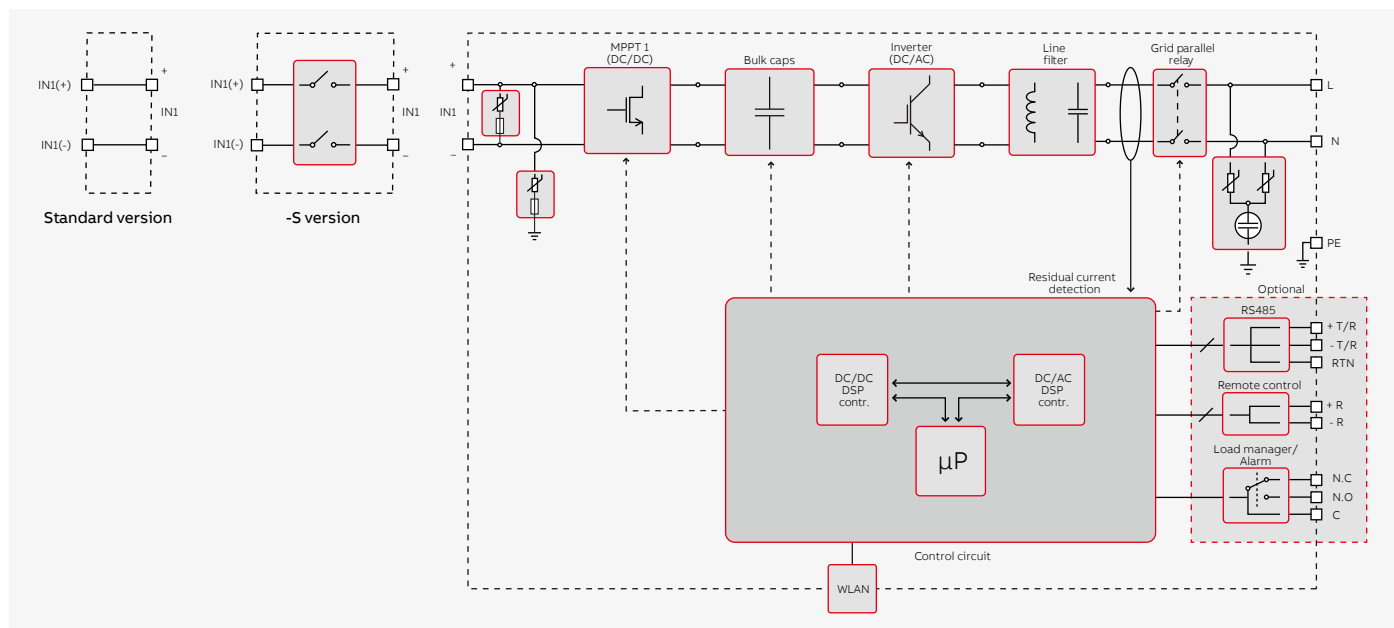 IN1(+)
+
IN1
IN1(-)
–
Standard version
IN1(+)
+
IN1
IN1(-)
–
-S version
+
IN1
–
MPPT 1
(DC/DC)
Bulk caps
Inverter
(DC/AC)
Line
filter
Grid parallel
relay
L
N
PE
Residual current
detection
Optional
RS485
+ T/R
- T/R
RTN
Remote control
+ R
- R
Load manager/
Alarm
N.C
N.O
C
DC/DC
DSP
contr.
DC/AC
DSP
contr.
µP
Control circuit
WLAN